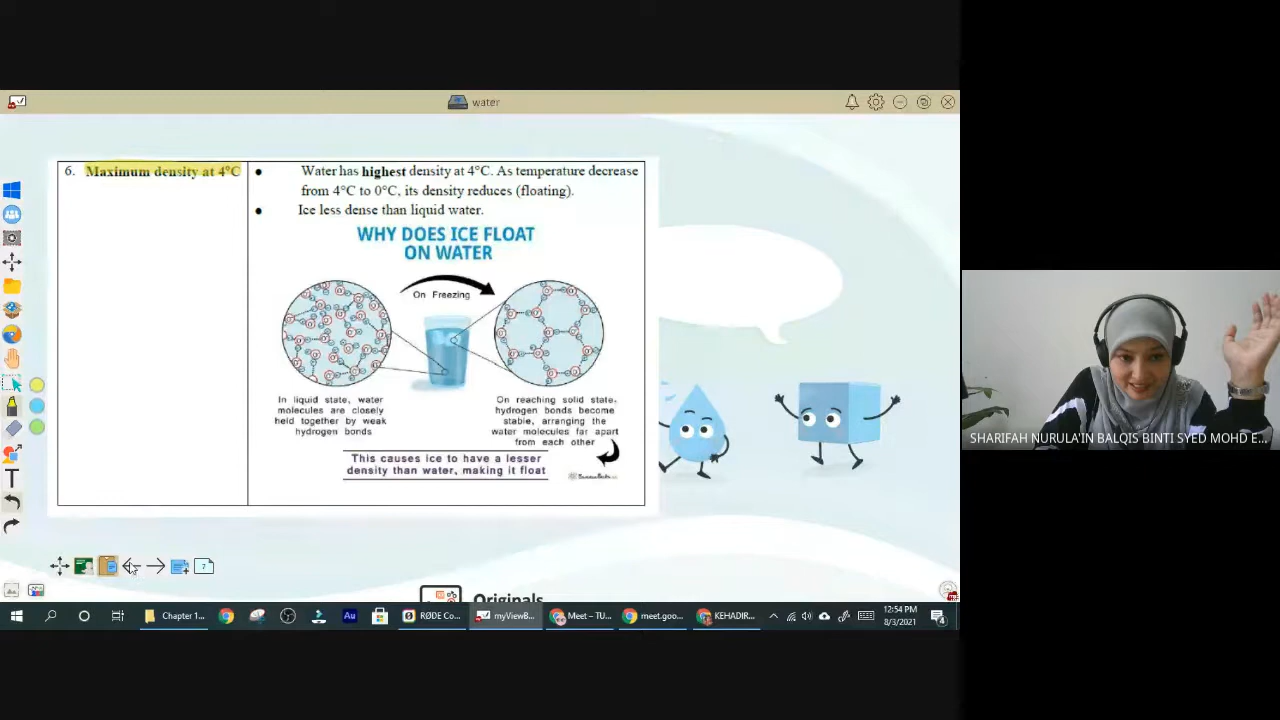 water
6. Maximum density at 4°C
● Water has highest density at 4°C. As temperature decrease
from 4°C to 0°C, its density reduces (floating).
● Ice less dense than liquid water.
WHY DOES ICE FLOAT
ON WATER
On Freezing
In liquid state, water
molecules are closely
held together by weak
hydrogen bonds
On reaching solid state,
hydrogen bonds become
stable, arranging the
water molecules far apart
from each other
This causes ice to have a lesser
density than water, making it float
SHARIFAH NURULA'IN BALQIS BINTI SYED MOHD E...
T
7
Originals
Chapter 1...
Au
RØDE Co...
myViewB...
Meet – TU...
meet.goo...
KEHADIR...
12:54 PM
8/3/2021
4